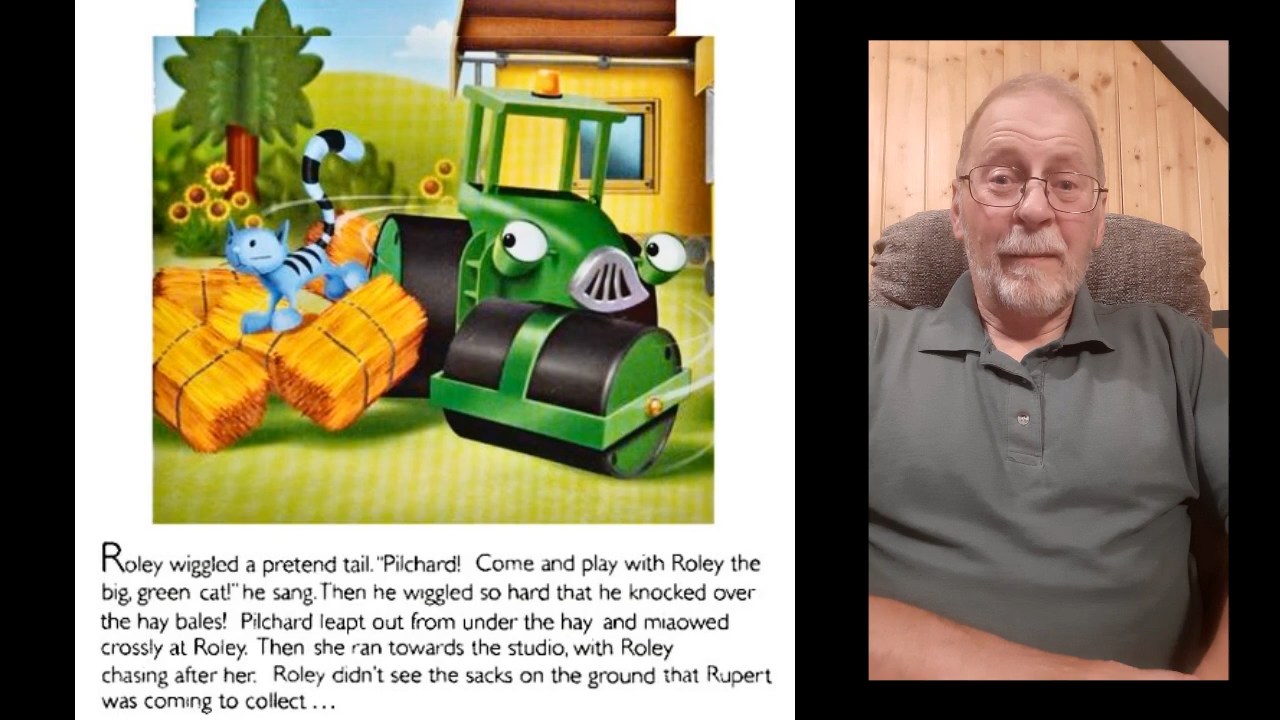 Roley wiggled a pretend tail. "Pilchard! Come and play with Roley the
big, green cat!" he sang. Then he wiggled so hard that he knocked over
the hay bales! Pilchard leapt out from under the hay and miaowed
crossly at Roley. Then she ran towards the studio, with Roley
chasing after her. Roley didn't see the sacks on the ground that Rupert
was coming to collect ...